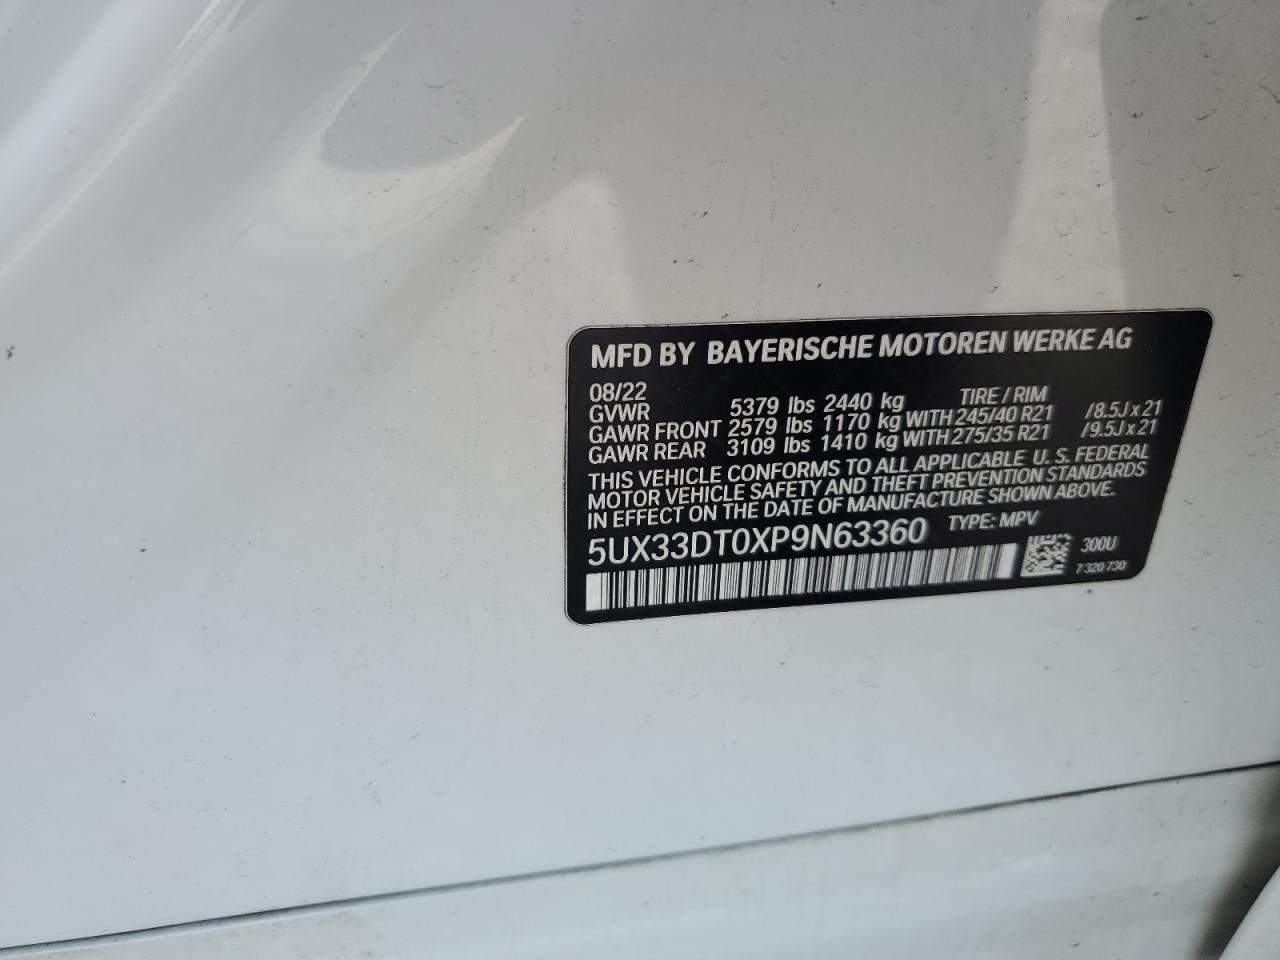 MFD BY BAYERISCHE MOTOREN WERKE AG
08/22 TIRE / RIM
GVWR 5379 lbs 2440 kg
GAWR FRONT 2579 lbs 1170 kg WITH 245/40 R21 /8.5J x 21
GAWR REAR 3109 lbs 1410 kg WITH 275/35 R21 /9.5J x 21
THIS VEHICLE CONFORMS TO ALL APPLICABLE U. S. FEDERAL
MOTOR VEHICLE SAFETY AND THEFT PREVENTION STANDARDS
IN EFFECT ON THE DATE OF MANUFACTURE SHOWN ABOVE.
5UX33DT0XP9N63360 TYPE: MPV
300U
7 320 730